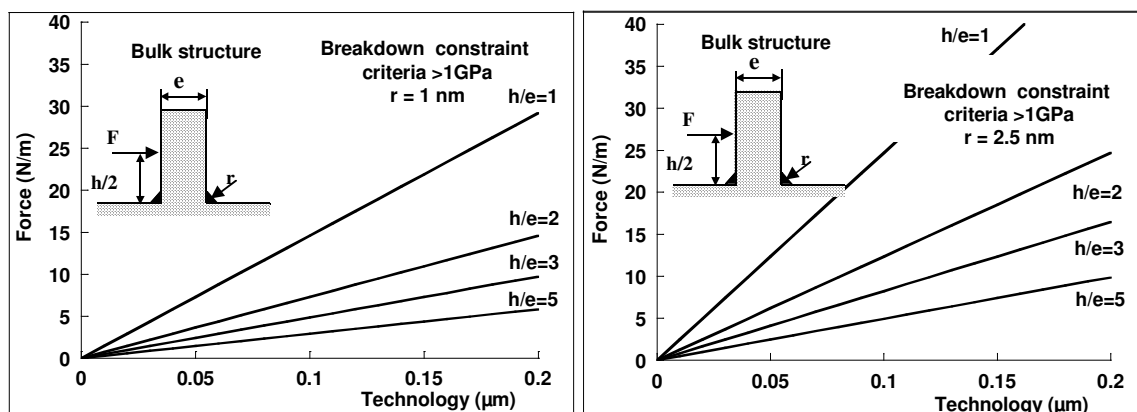 40
35
30
25
20
15
10
5
0
Force (N/m)
Bulk structure
e
F
h/2
r
Breakdown constraint
criteria >1GPa
r = 1 nm
h/e=1
h/e=2
h/e=3
h/e=5
0
0.05
0.1
0.15
0.2
Technology (µm)
40
35
30
25
20
15
10
5
0
Force (N/m)
Bulk structure
e
F
h/2
r
h/e=1
Breakdown constraint
criteria >1GPa
r = 2.5 nm
h/e=2
h/e=3
h/e=5
0
0.05
0.1
0.15
0.2
Technology (µm)